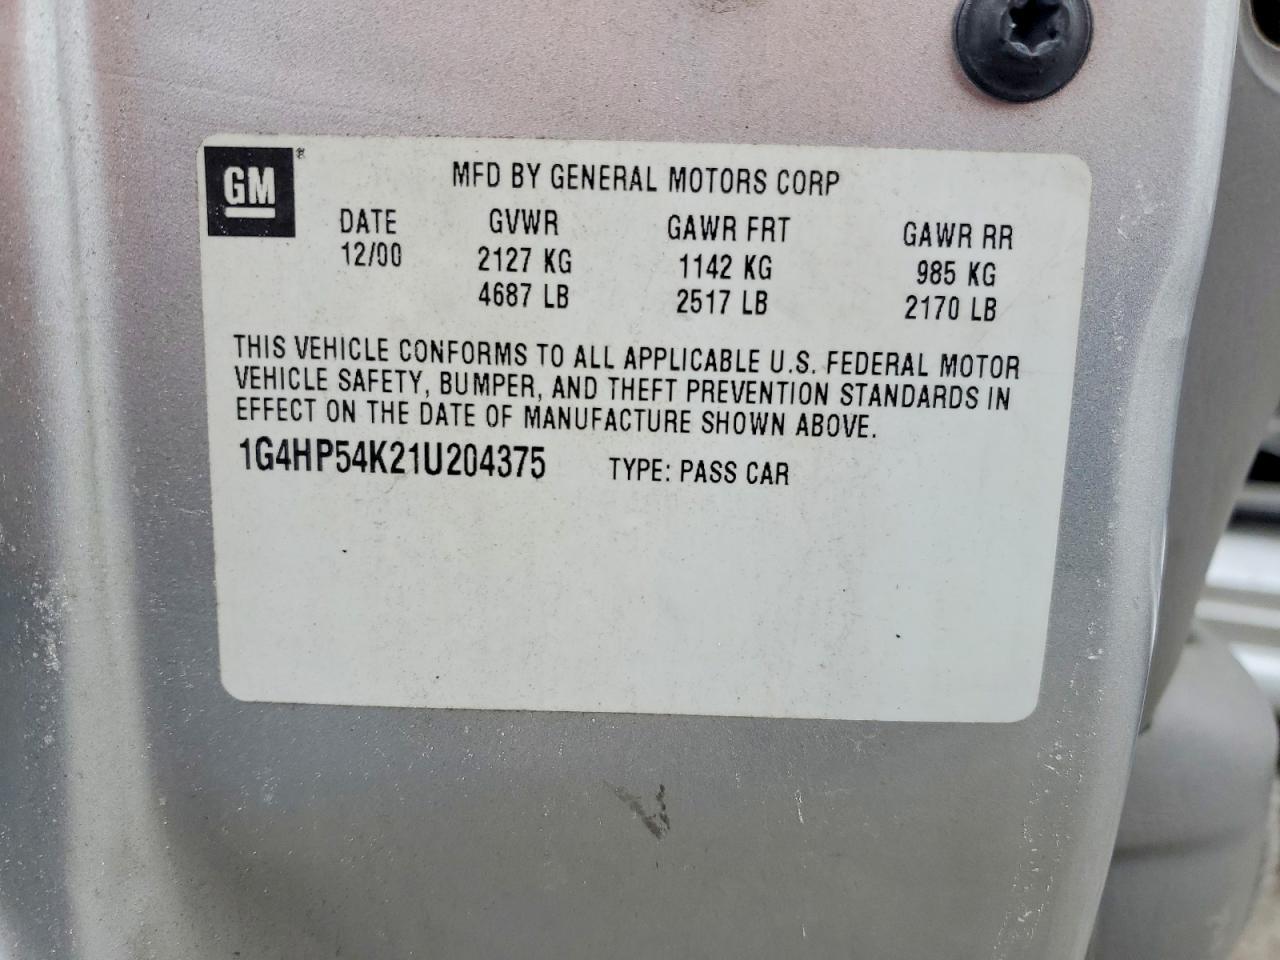 GM®
MFD BY GENERAL MOTORS CORP
DATE GVWR GAWR FRT GAWR RR
12/00 2127 KG 1142 KG 985 KG
4687 LB 2517 LB 2170 LB
THIS VEHICLE CONFORMS TO ALL APPLICABLE U.S. FEDERAL MOTOR
VEHICLE SAFETY, BUMPER, AND THEFT PREVENTION STANDARDS IN
EFFECT ON THE DATE OF MANUFACTURE SHOWN ABOVE.
1G4HP54K21U204375 TYPE: PASS CAR